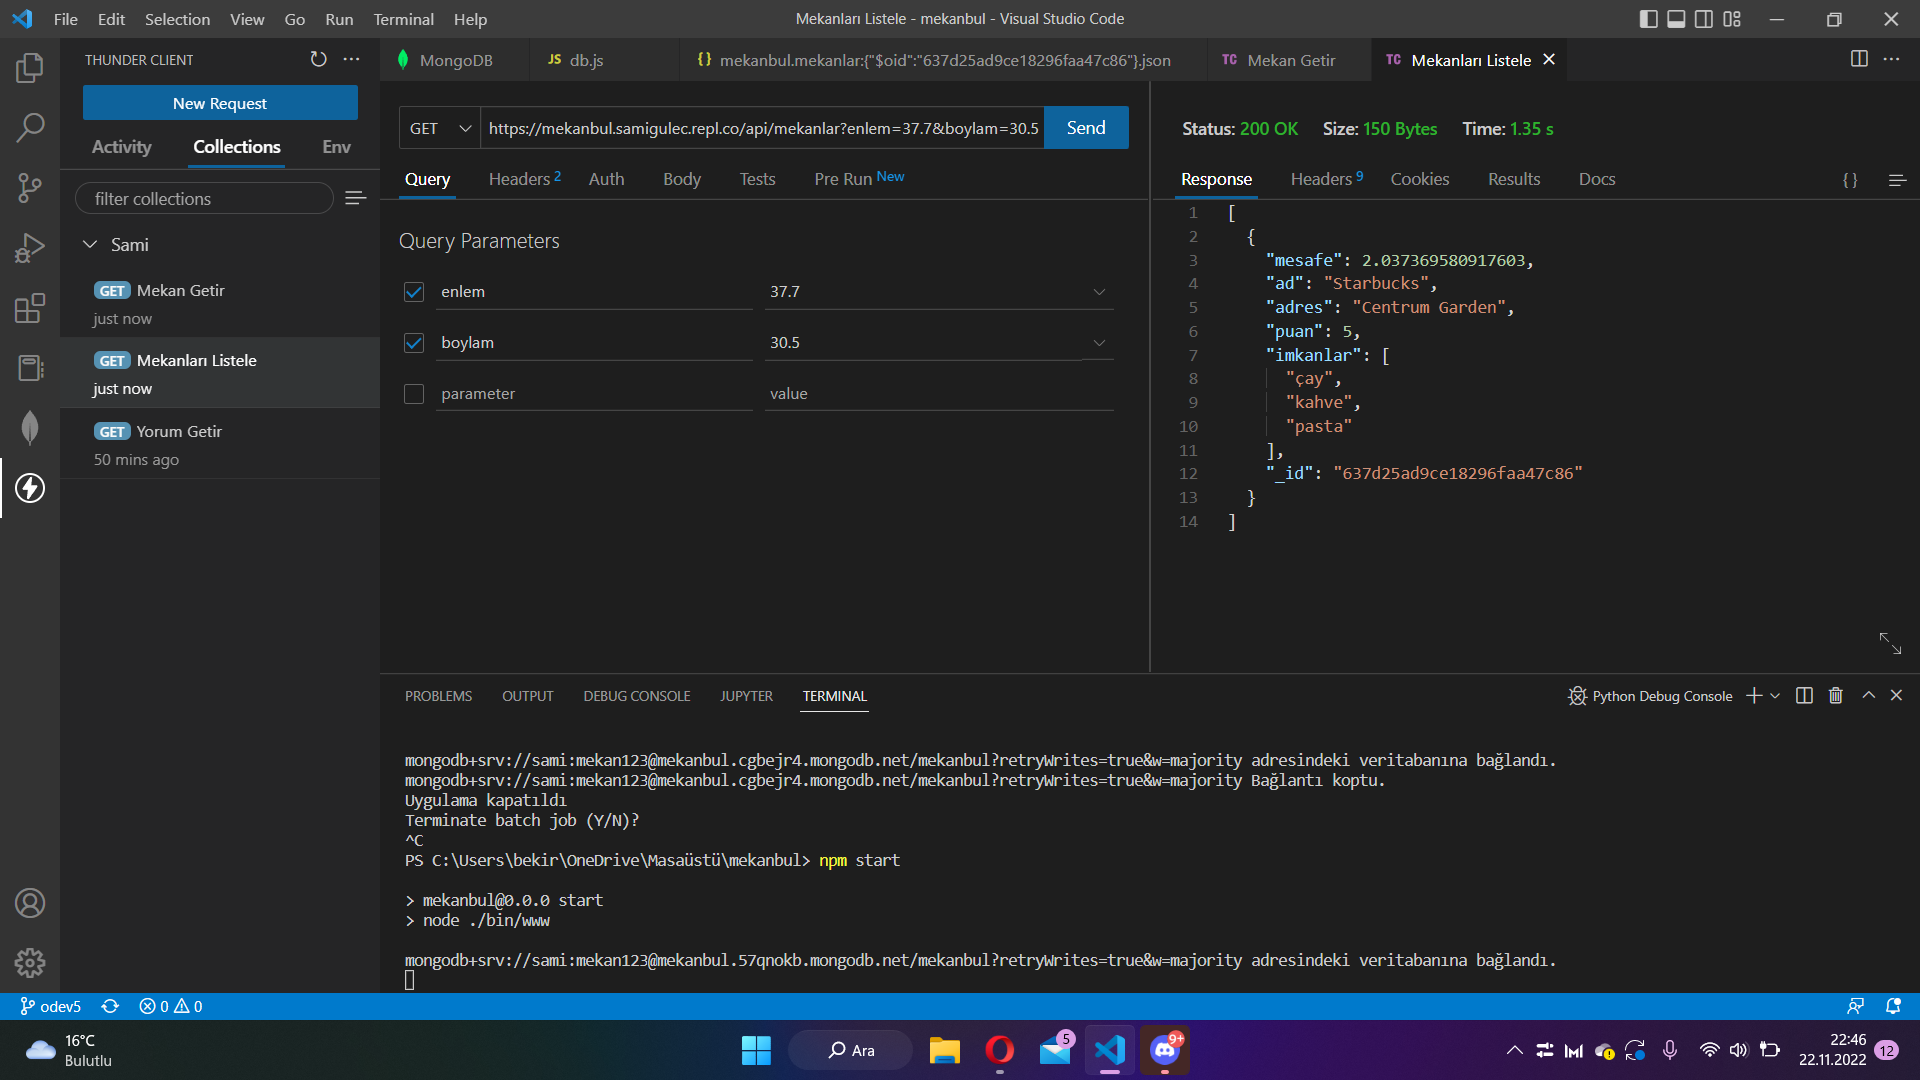 File Edit Selection View Go Run Terminal Help
Mekanları Listele - mekanbul - Visual Studio Code
THUNDER CLIENT
New Request
Activity Collections Env
filter collections
Sami
GET Mekan Getir
just now
GET Mekanları Listele
just now
GET Yorum Getir
50 mins ago
MongoDB
JS db.js
{} mekanbul.mekanlar:{"$oid":"637d25ad9ce18296faa47c86"}.json
TC Mekan Getir
TC Mekanları Listele
GET https://mekanbul.samigulec.repl.co/api/mekanlar?enlem=37.7&boylam=30.5 Send
Query Headers 2 Auth Body Tests Pre Run New
Query Parameters
enlem 37.7
boylam 30.5
parameter value
Status: 200 OK Size: 150 Bytes Time: 1.35 s
Response Headers 9 Cookies Results Docs { }
1 [
2 {
3 "mesafe": 2.037369580917603,
4 "ad": "Starbucks",
5 "adres": "Centrum Garden",
6 "puan": 5,
7 "imkanlar": [
8 "çay",
9 "kahve",
10 "pasta"
11 ],
12 "_id": "637d25ad9ce18296faa47c86"
13 }
14 ]
PROBLEMS OUTPUT DEBUG CONSOLE JUPYTER TERMINAL
Python Debug Console
mongodb+srv://sami:mekan123@mekanbul.cgbejr4.mongodb.net/mekanbul?retryWrites=true&w=majority adresindeki veritabanına bağlandı.
mongodb+srv://sami:mekan123@mekanbul.cgbejr4.mongodb.net/mekanbul?retryWrites=true&w=majority Bağlantı koptu.
Uygulama kapatıldı
Terminate batch job (Y/N)?
^C
PS C:\Users\bekir\OneDrive\Masaüstü\mekanbul> npm start
> mekanbul@0.0.0 start
> node ./bin/www
mongodb+srv://sami:mekan123@mekanbul.57qnokb.mongodb.net/mekanbul?retryWrites=true&w=majority adresindeki veritabanına bağlandı.
odev5 0 0
16°C
Bulutlu
Ara
5
9+
22:46
22.11.2022
12